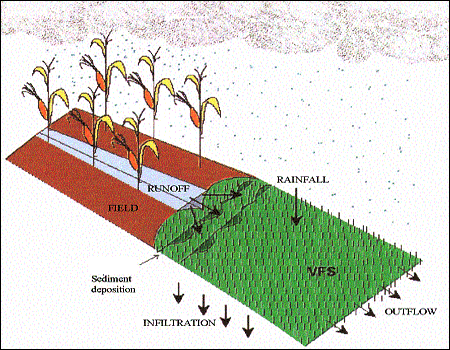 RUNOFF
RAINFALL
FIELD
VFS
Sediment
deposition
INFILTRATION
OUTFLOW